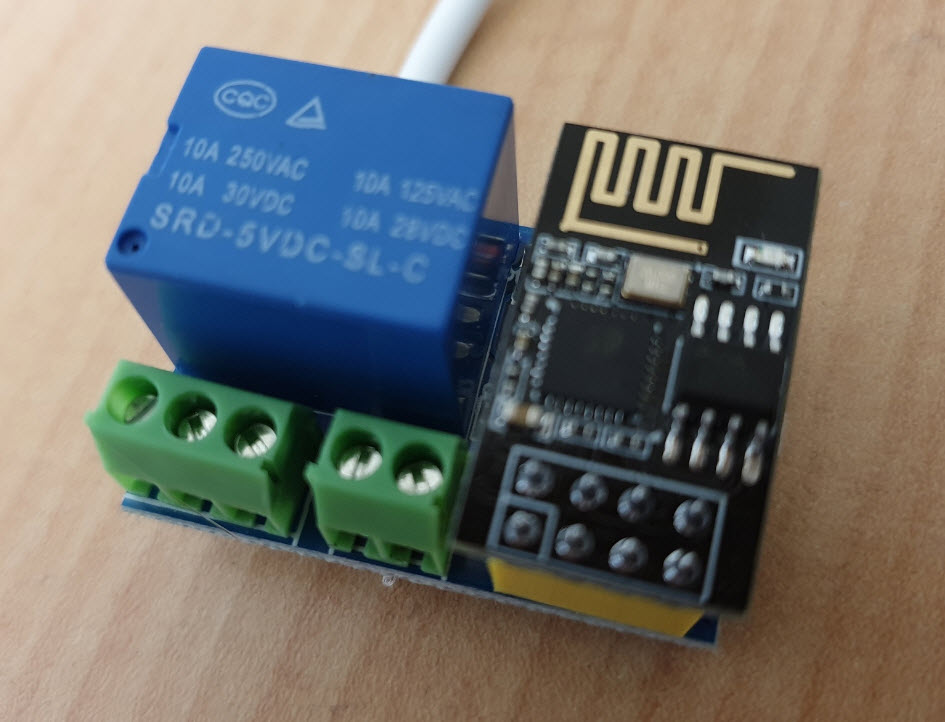 CQC
10A 250VAC
10A 125VAC
10A 30VDC
10A 28VDC
SRD-5VDC-SL-C